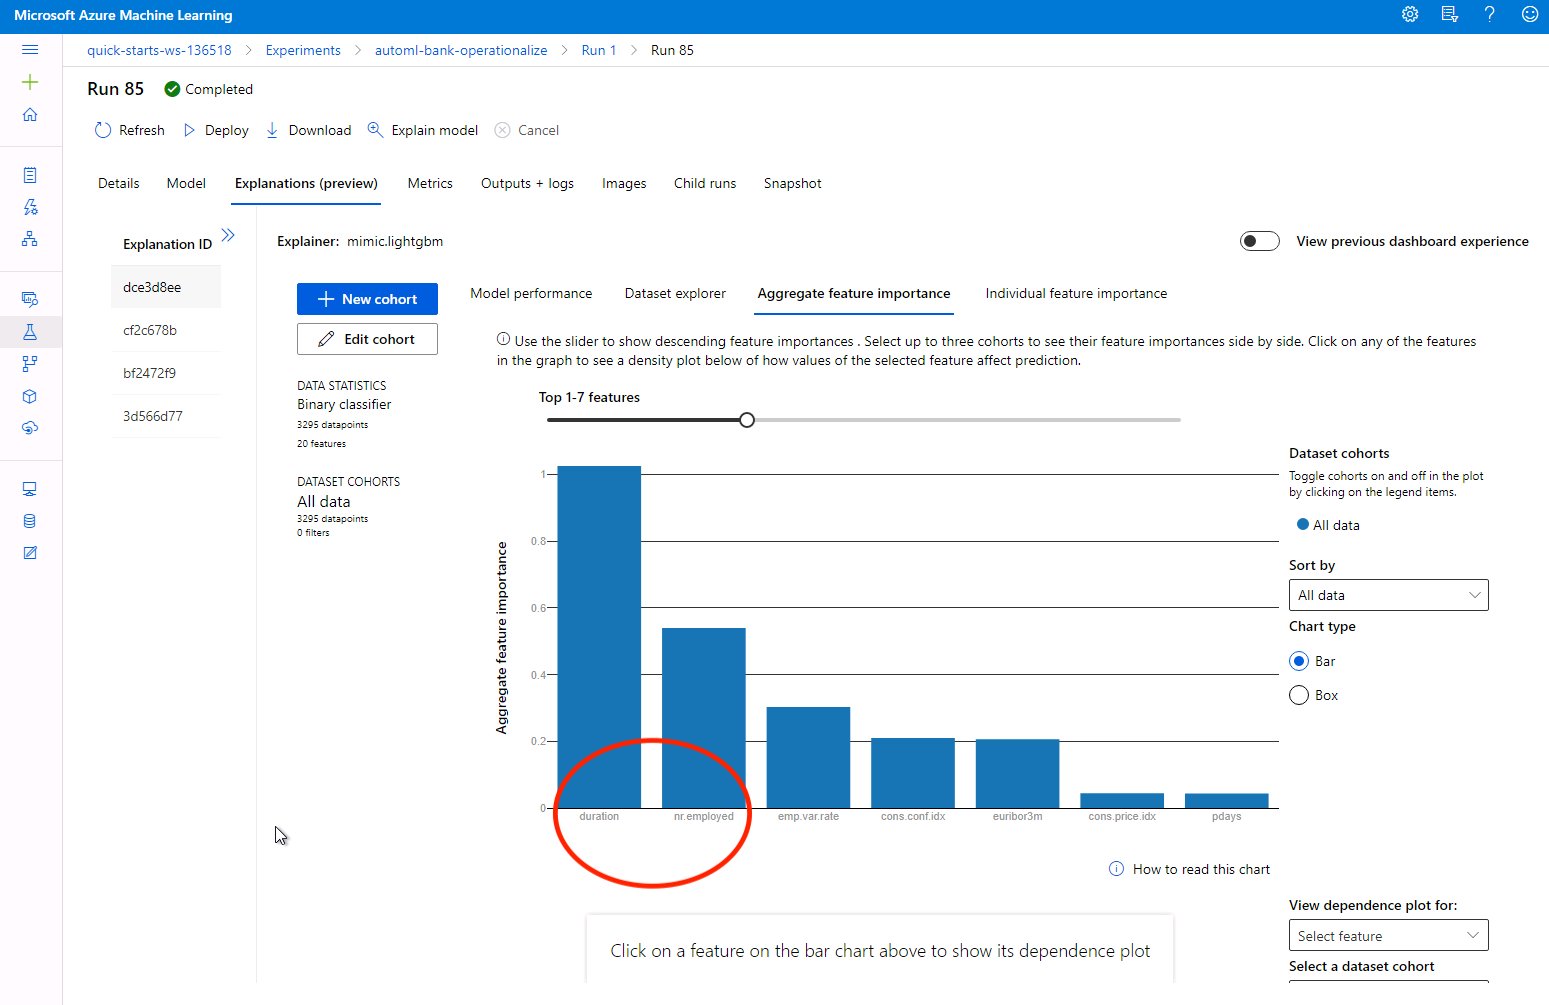 Microsoft Azure Machine Learning
quick-starts-ws-136518 > Experiments > automl-bank-operationalize > Run 1 > Run 85
Run 85 Completed
Refresh Deploy Download Explain model Cancel
Details Model Explanations (preview) Metrics Outputs + logs Images Child runs Snapshot
Explanation ID
dce3d8ee
cf2c678b
bf2472f9
3d566d77
Explainer: mimic.lightgbm
View previous dashboard experience
New cohort
Edit cohort
DATA STATISTICS
Binary classifier
3295 datapoints
20 features
DATASET COHORTS
All data
3295 datapoints
0 filters
Model performance Dataset explorer Aggregate feature importance Individual feature importance
Use the slider to show descending feature importances . Select up to three cohorts to see their feature importances side by side. Click on any of the features
in the graph to see a density plot below of how values of the selected feature affect prediction.
Top 1-7 features
Aggregate feature importance
1
0.8
0.6
0.4
0.2
0
duration nr.employed emp.var.rate cons.conf.idx euribor3m cons.price.idx pdays
How to read this chart
Click on a feature on the bar chart above to show its dependence plot
Dataset cohorts
Toggle cohorts on and off in the plot
by clicking on the legend items.
All data
Sort by
All data
Chart type
Bar
Box
View dependence plot for:
Select feature
Select a dataset cohort